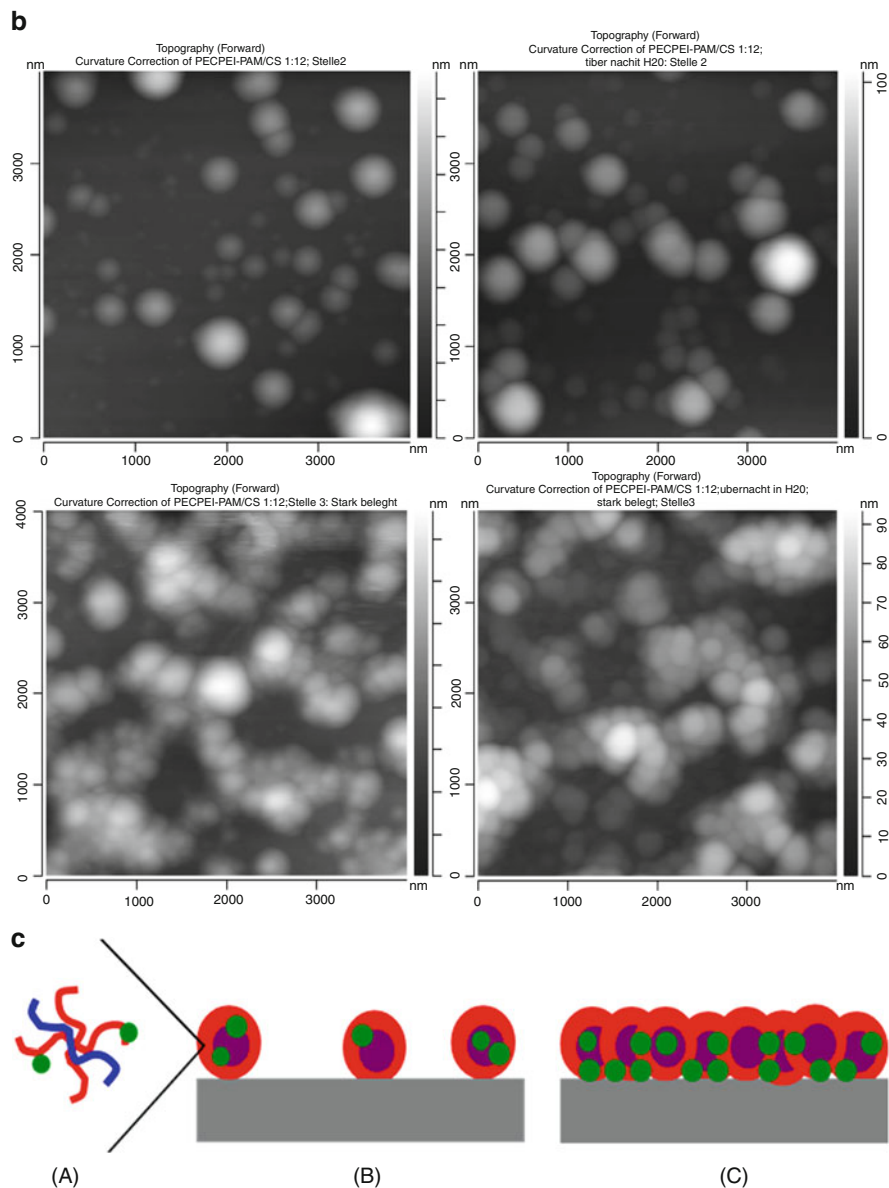 b
Topography (Forward)
Curvature Correction of PECPEI-PAM/CS 1:12; Stelle2
nm
nm
3000
2000
1000
0
0
1000
2000
3000
Topography (Forward)
Curvature Correction of PECPEI-PAM/CS 1:12;
tiber nachit H20: Stelle 2
nm
nm
100
3000
2000
1000
0
0
0
1000
2000
3000
Topography (Forward)
Curvature Correction of PECPEI-PAM/CS 1:12;Stelle 3: Stark beleght
nm
4000
3000
2000
1000
0
nm
0
1000
2000
3000
Topography (Forward)
Curvature Correction of PECPEI-PAM/CS 1:12;ubernacht in H20;
stark belegt; Stelle3
nm
nm
90
80
70
60
50
40
30
20
10
0
3000
2000
1000
0
nm
0
1000
2000
3000
c
(A)
(B)
(C)